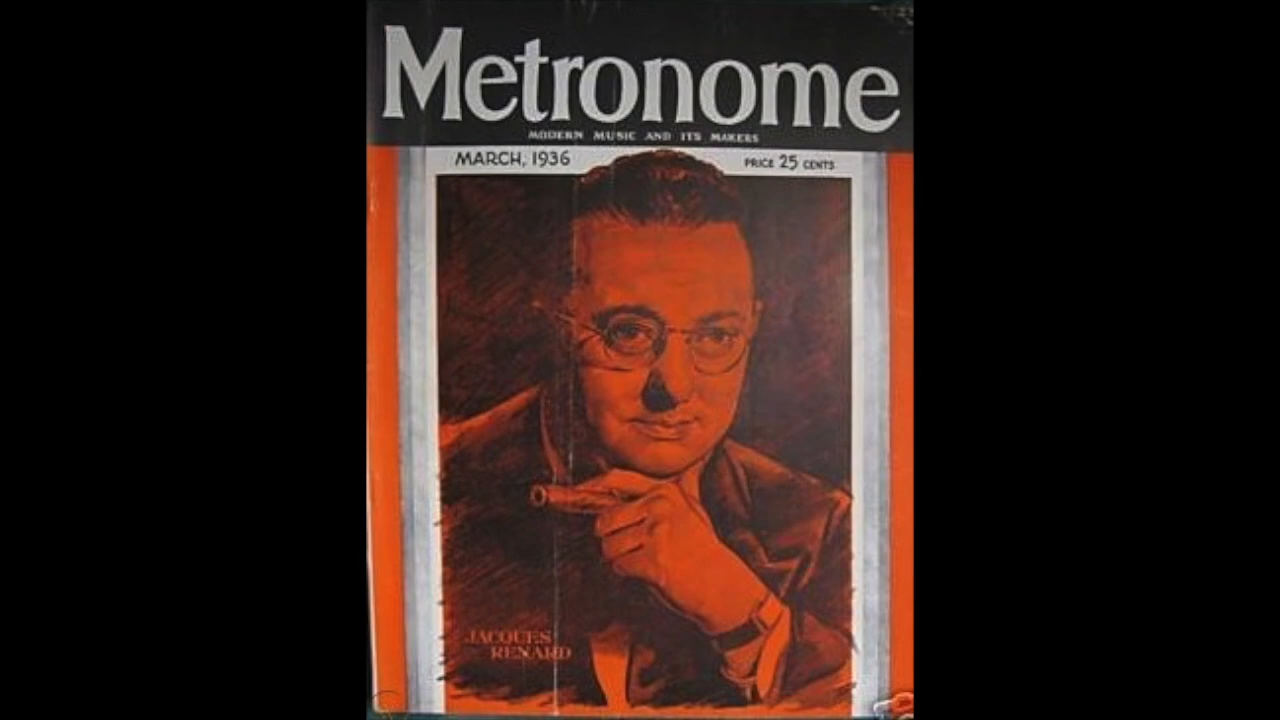 Metronome
MODERN MUSIC AND ITS MAKERS
MARCH, 1936 PRICE 25 CENTS
JACQUES
RENARD